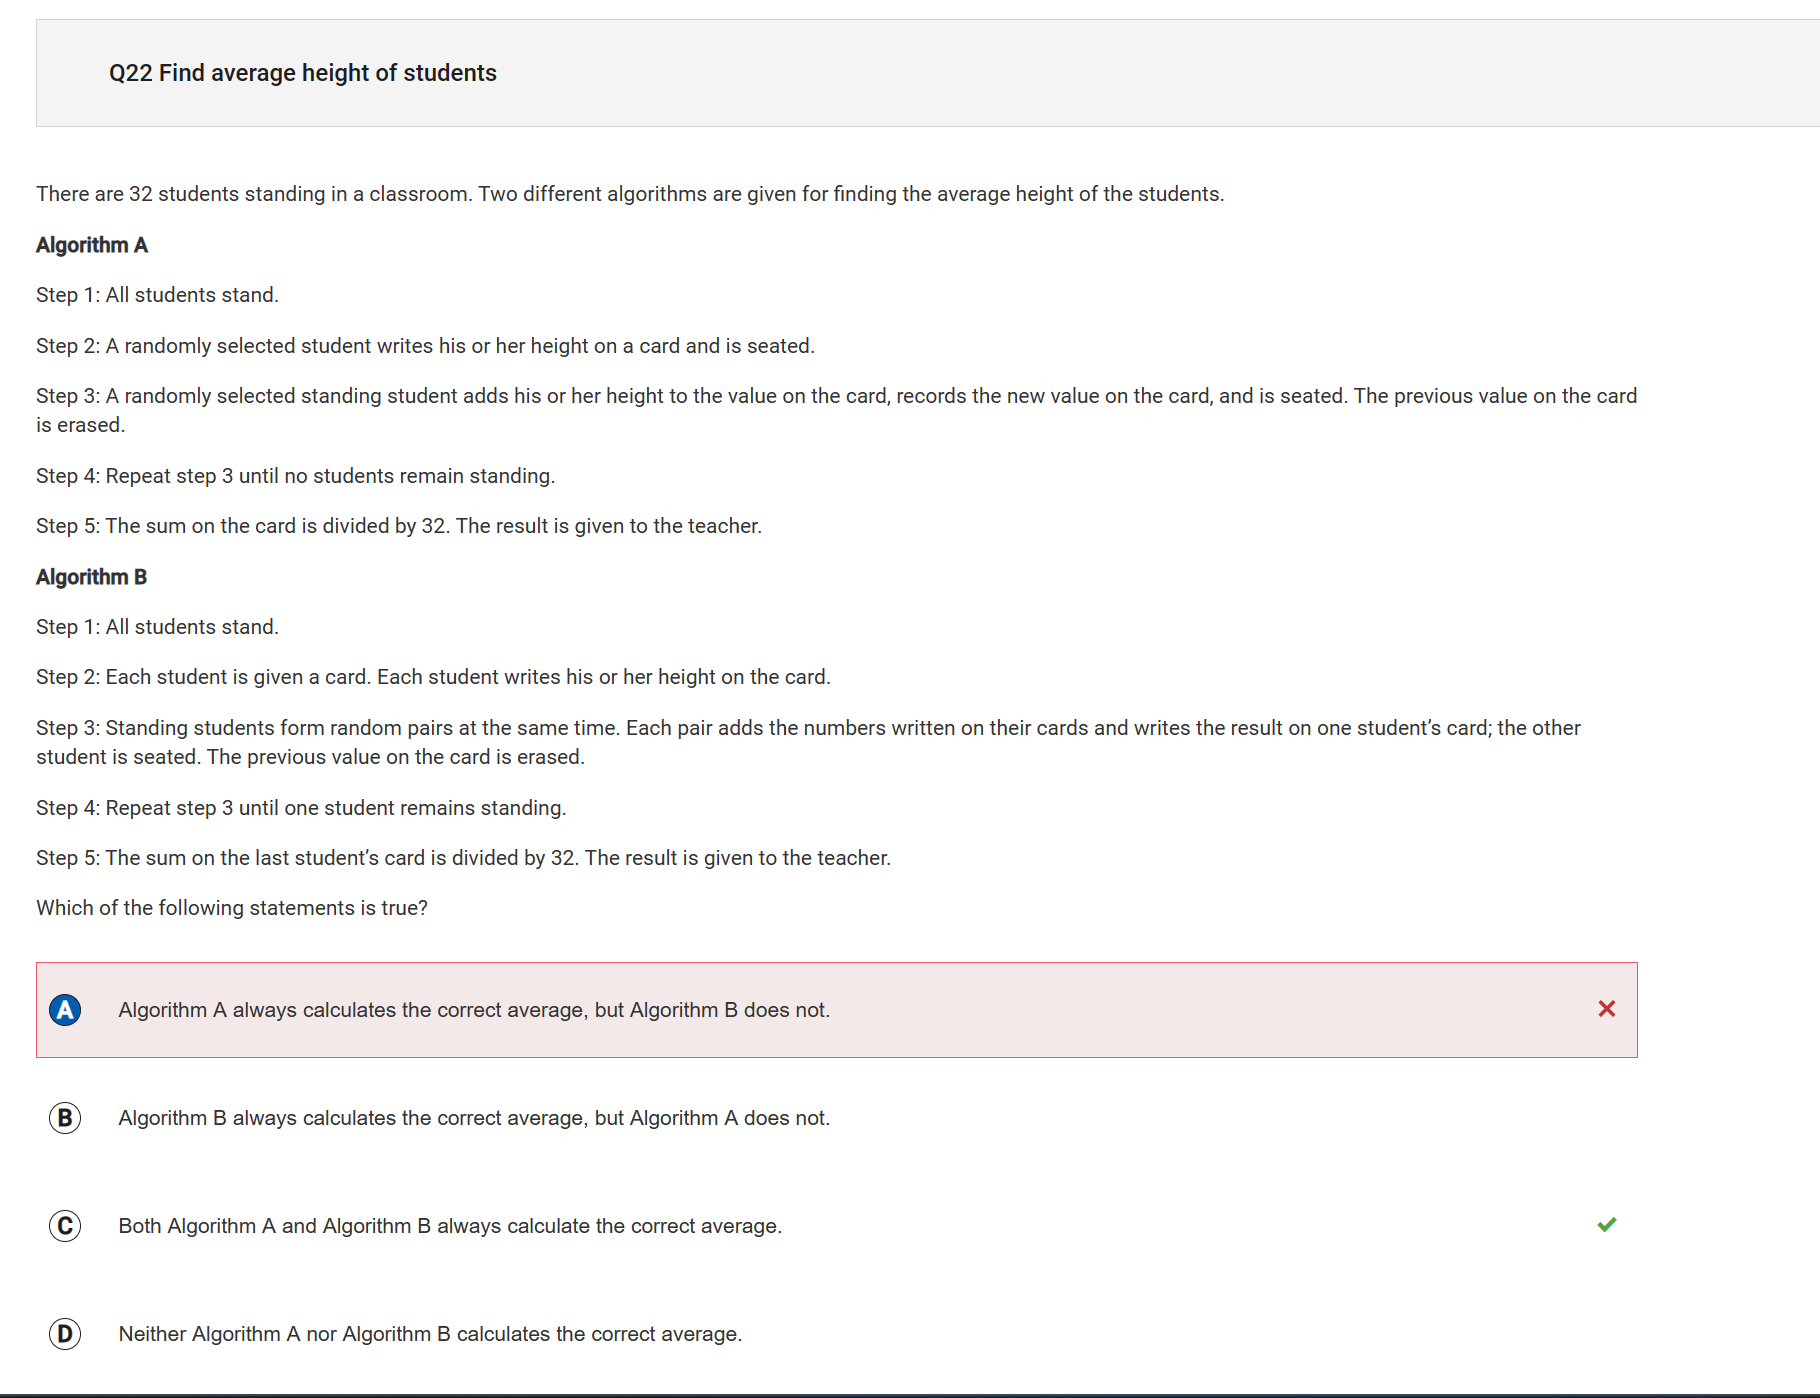 Q22 Find average height of students
There are 32 students standing in a classroom. Two different algorithms are given for finding the average height of the students.
Algorithm A
Step 1: All students stand.
Step 2: A randomly selected student writes his or her height on a card and is seated.
Step 3: A randomly selected standing student adds his or her height to the value on the card, records the new value on the card, and is seated. The previous value on the card
is erased.
Step 4: Repeat step 3 until no students remain standing.
Step 5: The sum on the card is divided by 32. The result is given to the teacher.
Algorithm B
Step 1: All students stand.
Step 2: Each student is given a card. Each student writes his or her height on the card.
Step 3: Standing students form random pairs at the same time. Each pair adds the numbers written on their cards and writes the result on one student’s card; the other
student is seated. The previous value on the card is erased.
Step 4: Repeat step 3 until one student remains standing.
Step 5: The sum on the last student’s card is divided by 32. The result is given to the teacher.
Which of the following statements is true?
A Algorithm A always calculates the correct average, but Algorithm B does not.
B Algorithm B always calculates the correct average, but Algorithm A does not.
C Both Algorithm A and Algorithm B always calculate the correct average.
D Neither Algorithm A nor Algorithm B calculates the correct average.